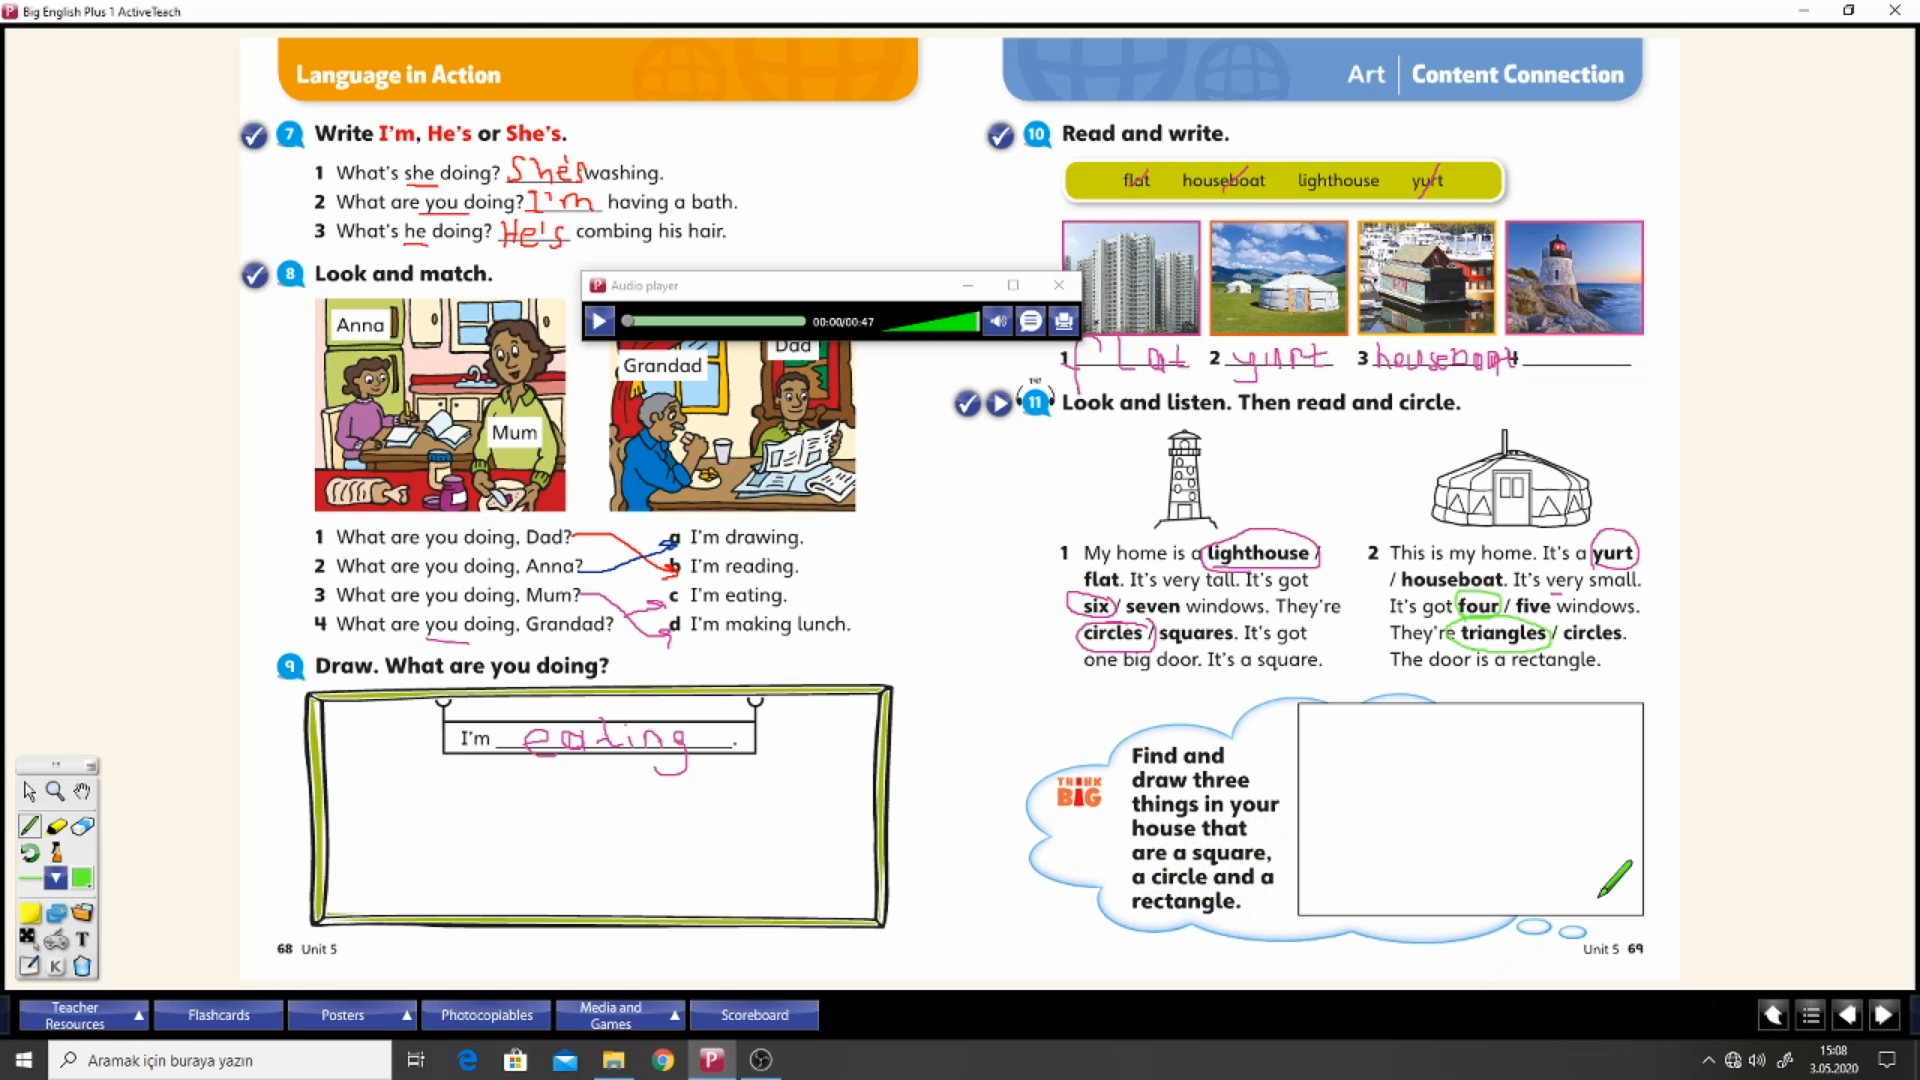 Big English Plus 1 ActiveTeach
Language in Action
7 Write I'm, He's or She's.
1 What's she doing? She's washing.
2 What are you doing? I'm having a bath.
3 What's he doing? He's combing his hair.
8 Look and match.
Anna
Mum
Grandad
Dad
1 What are you doing, Dad?
2 What are you doing, Anna?
3 What are you doing, Mum?
4 What are you doing, Grandad?
a I'm drawing.
b I'm reading.
c I'm eating.
d I'm making lunch.
9 Draw. What are you doing?
I'm eating.
68 Unit 5
Audio player
00:00/00:47
Art | Content Connection
10 Read and write.
flat houseboat lighthouse yurt
1 flat 2 yurt 3 houseboat 4
11 Look and listen. Then read and circle.
1 My home is a lighthouse /
flat. It's very tall. It's got
six / seven windows. They're
circles / squares. It's got
one big door. It's a square.
2 This is my home. It's a yurt
/ houseboat. It's very small.
It's got four / five windows.
They're triangles / circles.
The door is a rectangle.
THINK
BIG
Find and
draw three
things in your
house that
are a square,
a circle and a
rectangle.
Unit 5 69
T
K
Teacher
Resources
Flashcards
Posters
Photocopiables
Media and
Games
Scoreboard
Aramak için buraya yazın
15:08
3.05.2020